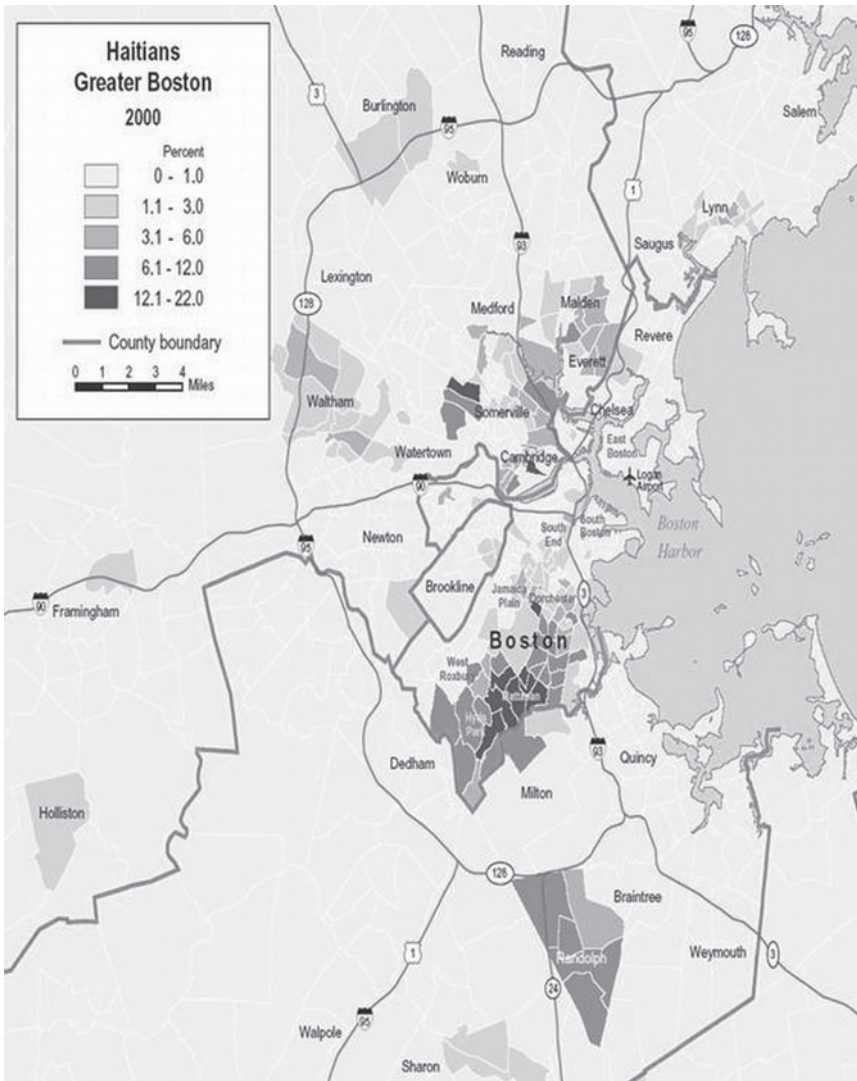 Haitians
Greater Boston
2000
Percent
0 - 1.0
1.1 - 3.0
3.1 - 6.0
6.1 - 12.0
12.1 - 22.0
County boundary
0 1 2 3 4
Miles
95
128
Reading
3
Burlington
95
Salem
Woburn
1
Lynn
93
Saugus
Lexington
128
Medford
Malden
Revere
Everett
Waltham
Somerville
Chelsea
Watertown
Cambridge
East
Boston
90
Logan
Airport
South
End
South
Boston
Boston
Harbor
Newton
95
Brookline
Jamaica
Plain
Dorchester
3
90
Framingham
Boston
West
Roxbury
Mattapan
Hyde
Park
93
Quincy
Dedham
Milton
Holliston
128
Braintree
1
Randolph
Weymouth
3
24
95
Walpole
Sharon